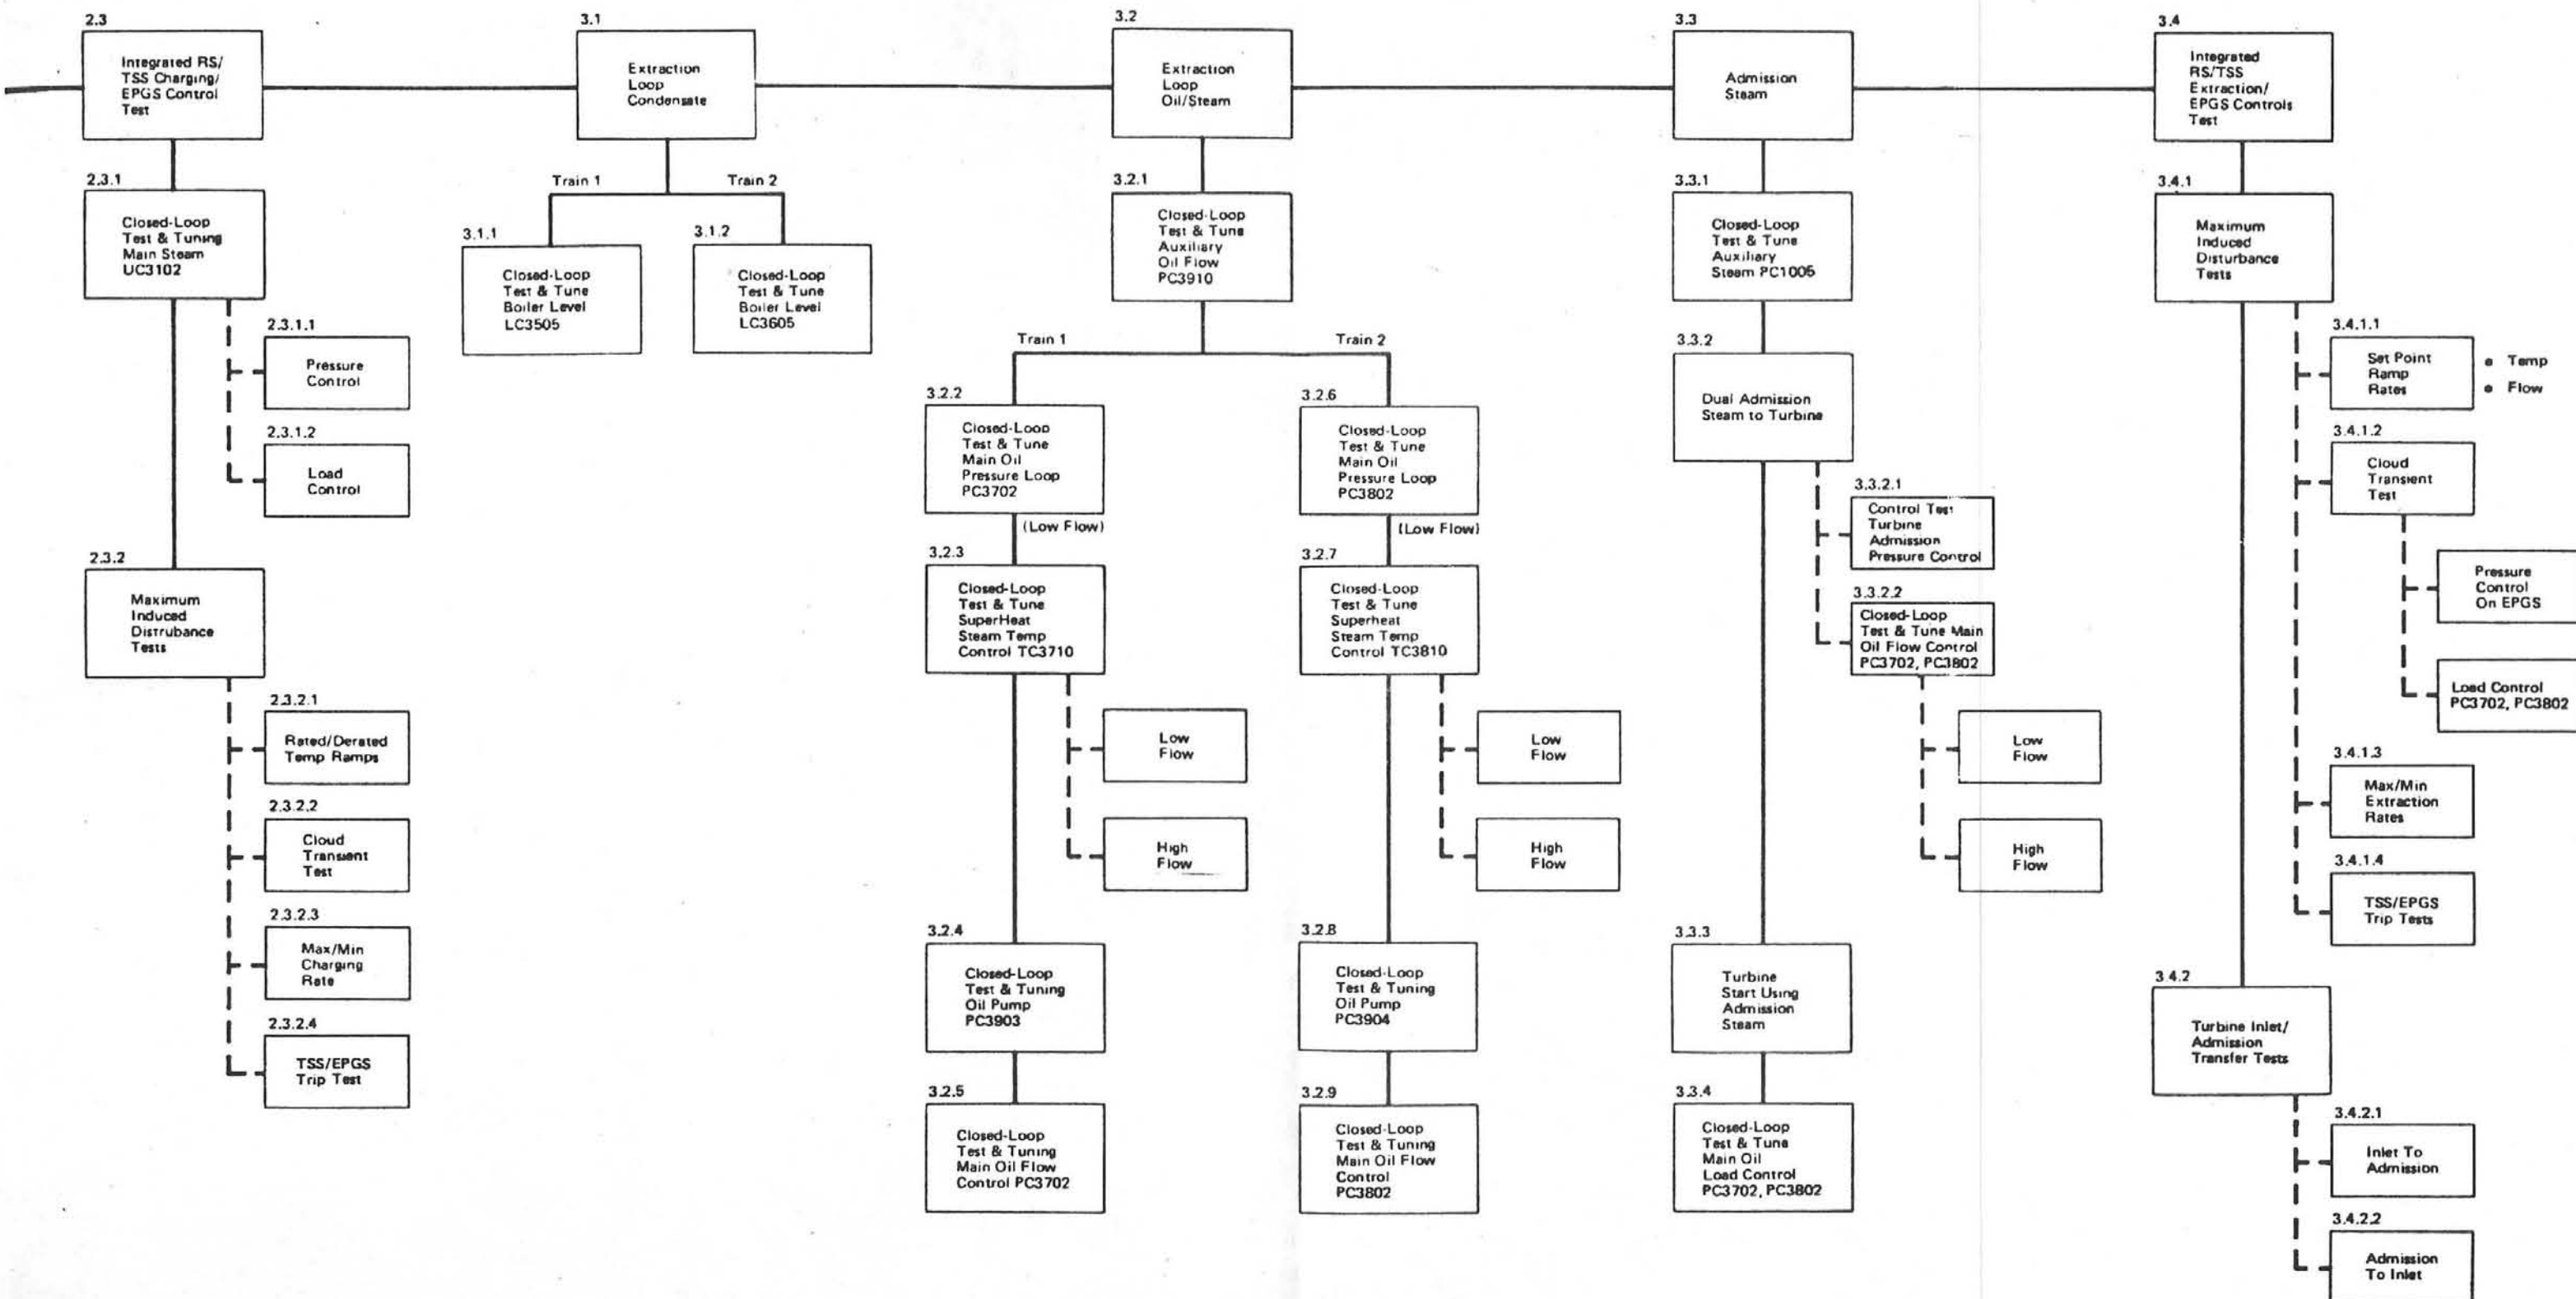 2.3
Integrated RS/
TSS Charging/
EPGS Control
Test
2.3.1
Closed-Loop
Test & Tuning
Main Steam
UC3102
2.3.1.1
Pressure
Control
2.3.1.2
Load
Control
2.3.2
Maximum
Induced
Distrubance
Tests
2.3.2.1
Rated/Derated
Temp Ramps
2.3.2.2
Cloud
Transient
Test
2.3.2.3
Max/Min
Charging
Rate
2.3.2.4
TSS/EPGS
Trip Test
3.1
Extraction
Loop
Condensate
Train 1
Train 2
3.1.1
Closed-Loop
Test & Tune
Boiler Level
LC3505
3.1.2
Closed-Loop
Test & Tune
Boiler Level
LC3605
3.2
Extraction
Loop
Oil/Steam
3.2.1
Closed-Loop
Test & Tune
Auxiliary
Oil Flow
PC3910
Train 1
Train 2
3.2.2
Closed-Loop
Test & Tune
Main Oil
Pressure Loop
PC3702
(Low Flow)
3.2.3
Closed-Loop
Test & Tune
SuperHeat
Steam Temp
Control TC3710
Low
Flow
High
Flow
3.2.4
Closed-Loop
Test & Tuning
Oil Pump
PC3903
3.2.5
Closed-Loop
Test & Tuning
Main Oil Flow
Control PC3702
3.2.6
Closed-Loop
Test & Tune
Main Oil
Pressure Loop
PC3802
(Low Flow)
3.2.7
Closed-Loop
Test & Tune
Superheat
Steam Temp
Control TC3810
Low
Flow
High
Flow
3.2.8
Closed-Loop
Test & Tuning
Oil Pump
PC3904
3.2.9
Closed-Loop
Test & Tuning
Main Oil Flow
Control
PC3802
3.3
Admission
Steam
3.3.1
Closed-Loop
Test & Tune
Auxiliary
Steam PC1005
3.3.2
Dual Admission
Steam to Turbine
3.3.2.1
Control Test
Turbine
Admission
Pressure Control
3.3.2.2
Closed-Loop
Test & Tune Main
Oil Flow Control
PC3702, PC3802
Low
Flow
High
Flow
3.3.3
Turbine
Start Using
Admission
Steam
3.3.4
Closed-Loop
Test & Tune
Main Oil
Load Control
PC3702, PC3802
3.4
Integrated
RS/TSS
Extraction/
EPGS Controls
Test
3.4.1
Maximum
Induced
Disturbance
Tests
3.4.1.1
Set Point
Ramp
Rates
• Temp
• Flow
3.4.1.2
Cloud
Transient
Test
Pressure
Control
On EPGS
Load Control
PC3702, PC3802
3.4.1.3
Max/Min
Extraction
Rates
3.4.1.4
TSS/EPGS
Trip Tests
3.4.2
Turbine Inlet/
Admission
Transfer Tests
3.4.2.1
Inlet To
Admission
3.4.2.2
Admission
To Inlet